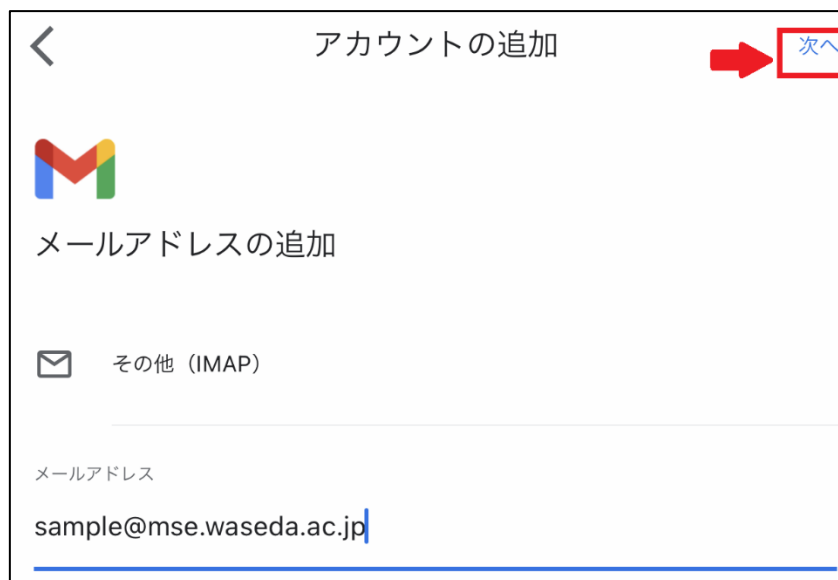 アカウントの追加
次へ
メールアドレスの追加
その他（IMAP）
メールアドレス
sample@mse.waseda.ac.jp